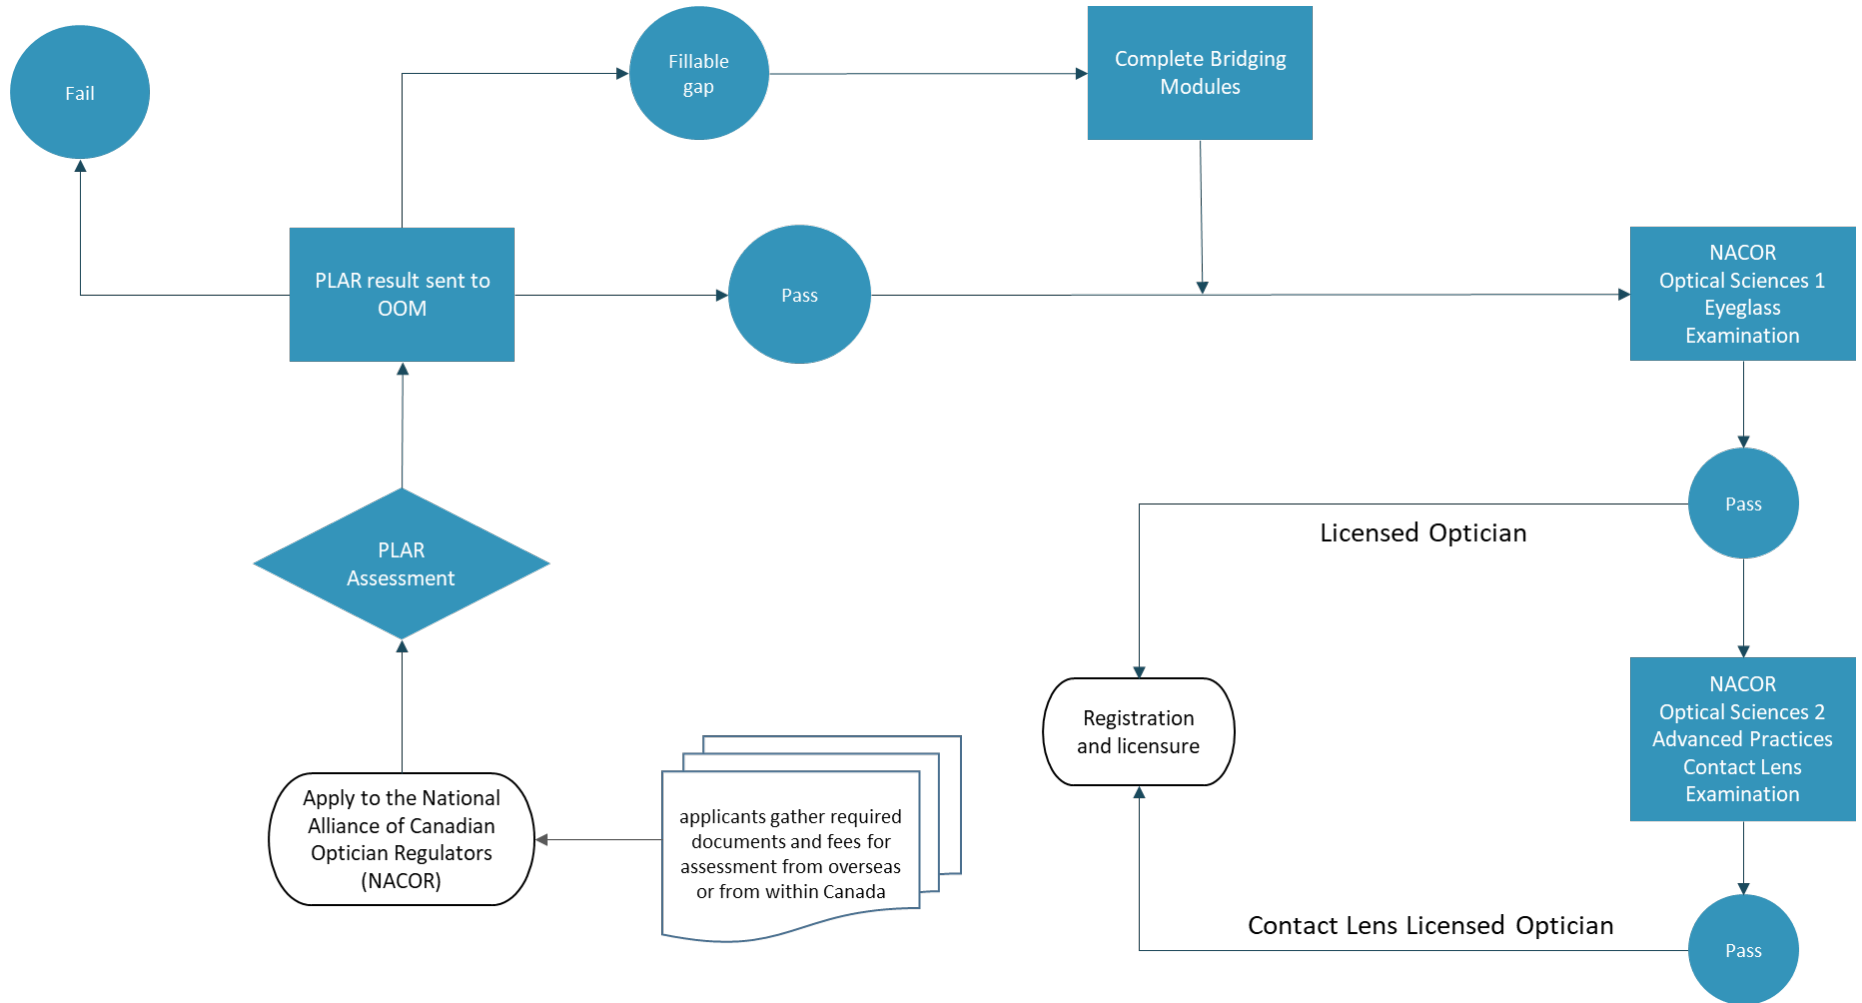 Fail
Fillable
gap
Complete Bridging
Modules
PLAR result sent to
OOM
Pass
NACOR
Optical Sciences 1
Eyeglass
Examination
Pass
Licensed Optician
PLAR
Assessment
Registration
and licensure
NACOR
Optical Sciences 2
Advanced Practices
Contact Lens
Examination
Apply to the National
Alliance of Canadian
Optician Regulators
(NACOR)
applicants gather required
documents and fees for
assessment from overseas
or from within Canada
Contact Lens Licensed Optician
Pass